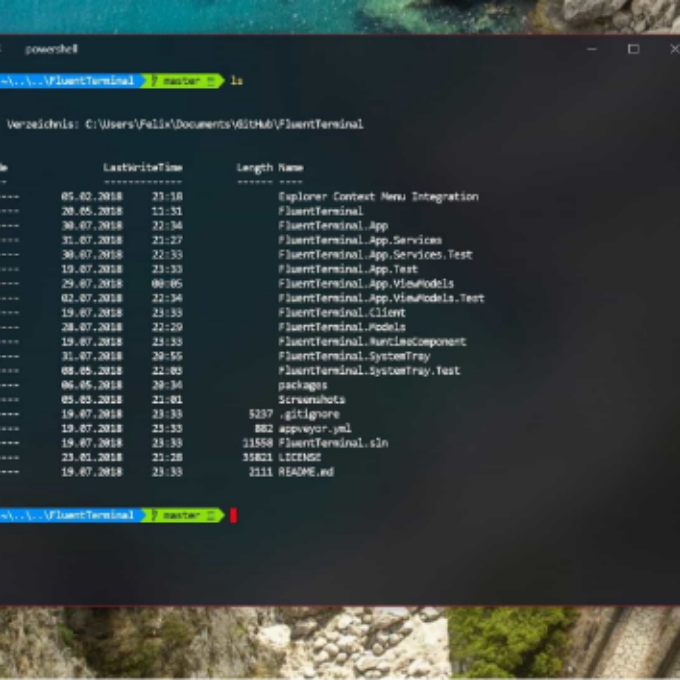 powershell
~\..\..\FluentTerminal master ls
Verzeichnis: C:\Users\Felix\Documents\GitHub\FluentTerminal
LastWriteTime Length Name
------------- ------ ----
---- 05.02.2018 23:18 Explorer Context Menu Integration
---- 20.05.2018 11:31 FluentTerminal
---- 30.07.2018 22:34 FluentTerminal.App
---- 31.07.2018 21:27 FluentTerminal.App.Services
---- 30.07.2018 22:33 FluentTerminal.App.Services.Test
---- 19.07.2018 23:33 FluentTerminal.App.Test
---- 29.07.2018 00:05 FluentTerminal.App.ViewModels
---- 02.07.2018 22:34 FluentTerminal.App.ViewModels.Test
---- 19.07.2018 23:33 FluentTerminal.Client
---- 28.07.2018 22:29 FluentTerminal.Models
---- 19.07.2018 23:33 FluentTerminal.RuntimeComponent
---- 31.07.2018 20:55 FluentTerminal.SystemTray
---- 08.05.2018 22:03 FluentTerminal.SystemTray.Test
---- 06.05.2018 20:34 packages
---- 05.03.2018 21:01 Screenshots
---- 19.07.2018 23:33 5237 .gitignore
---- 19.07.2018 23:33 882 appveyor.yml
---- 19.07.2018 23:33 11558 FluentTerminal.sln
---- 23.01.2018 21:28 35821 LICENSE
---- 19.07.2018 23:33 2111 README.md
~\..\..\FluentTerminal master